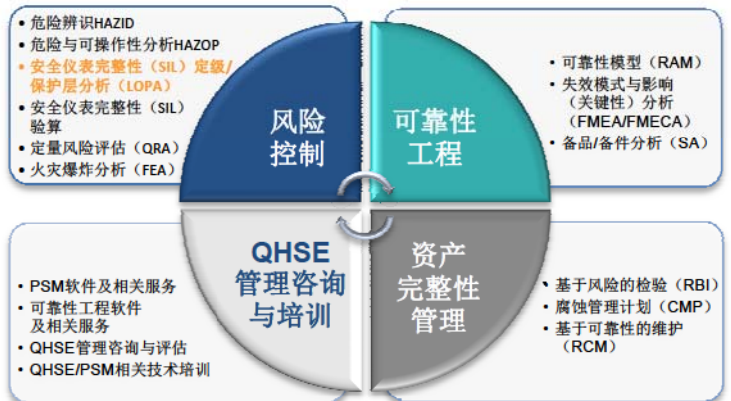 • 危险辨识HAZID
• 危险与可操作性分析HAZOP
• 安全仪表完整性（SIL）定级/
保护层分析（LOPA）
• 安全仪表完整性（SIL）
验算
• 定量风险评估（QRA）
• 火灾爆炸分析（FEA）
风险
控制
可靠性
工程
• 可靠性模型（RAM）
• 失效模式与影响
（关键性）分析
（FMEA/FMECA）
• 备品/备件分析（SA）
• PSM软件及相关服务
• 可靠性工程软件
及相关服务
• QHSE管理咨询与评估
• QHSE/PSM相关技术培训
QHSE
管理咨询
与培训
资产
完整性
管理
• 基于风险的检验（RBI）
• 腐蚀管理计划（CMP）
• 基于可靠性的维护
（RCM）